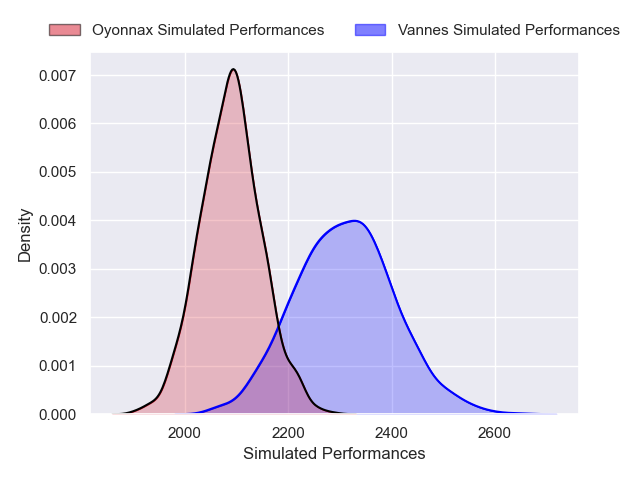 Oyonnax Simulated Performances Vannes Simulated Performances
0.007
0.006
0.005
0.004
0.003
0.002
0.001
0.000
Density
2000 2200 2400 2600
Simulated Performances